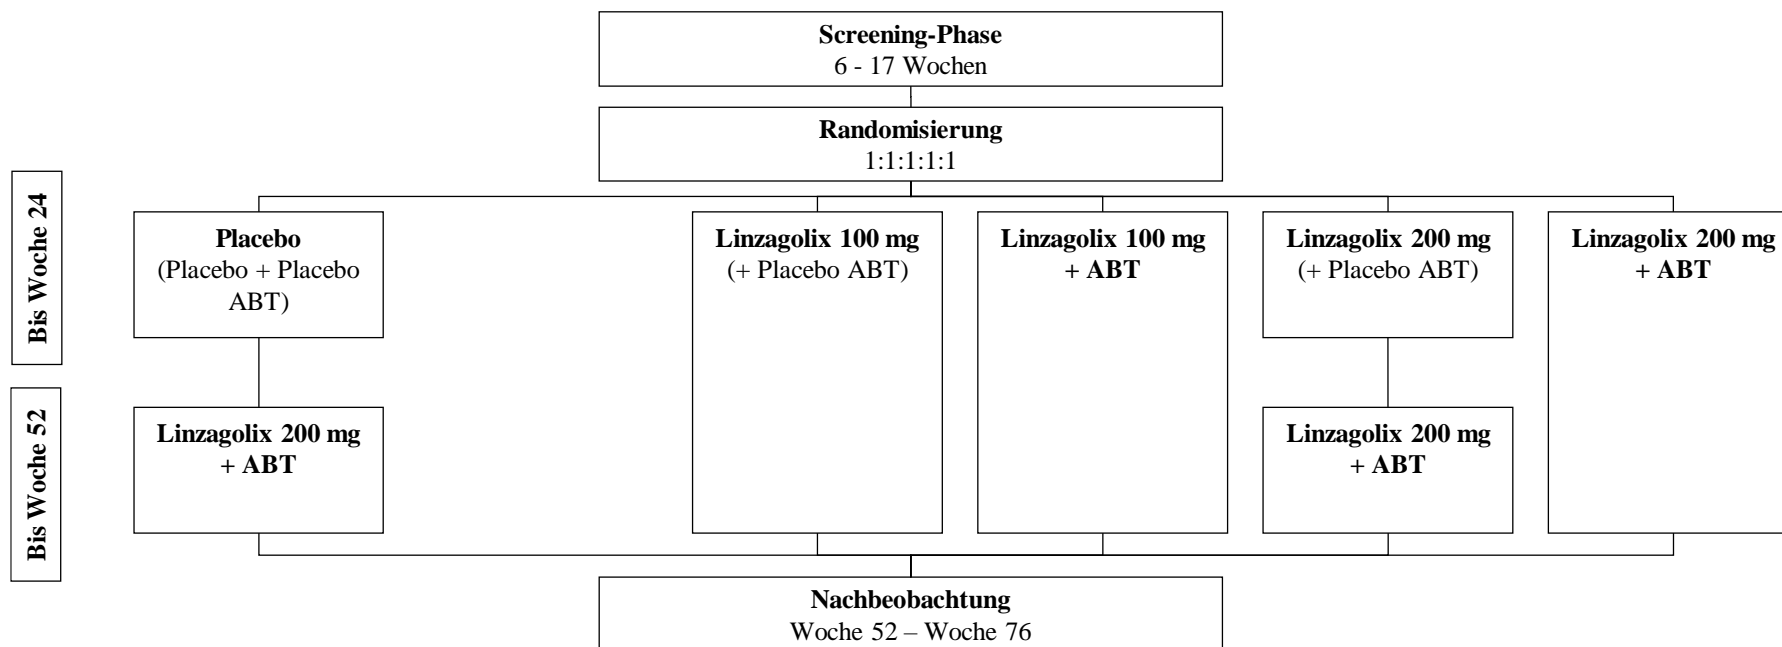 Screening-Phase
6 - 17 Wochen
Randomisierung
1:1:1:1:1
Bis Woche 24
Placebo
(Placebo + Placebo
ABT)
Linzagolix 100 mg
(+ Placebo ABT)
Linzagolix 100 mg
+ ABT
Linzagolix 200 mg
(+ Placebo ABT)
Linzagolix 200 mg
+ ABT
Bis Woche 52
Linzagolix 200 mg
+ ABT
Linzagolix 200 mg
+ ABT
Nachbeobachtung
Woche 52 – Woche 76